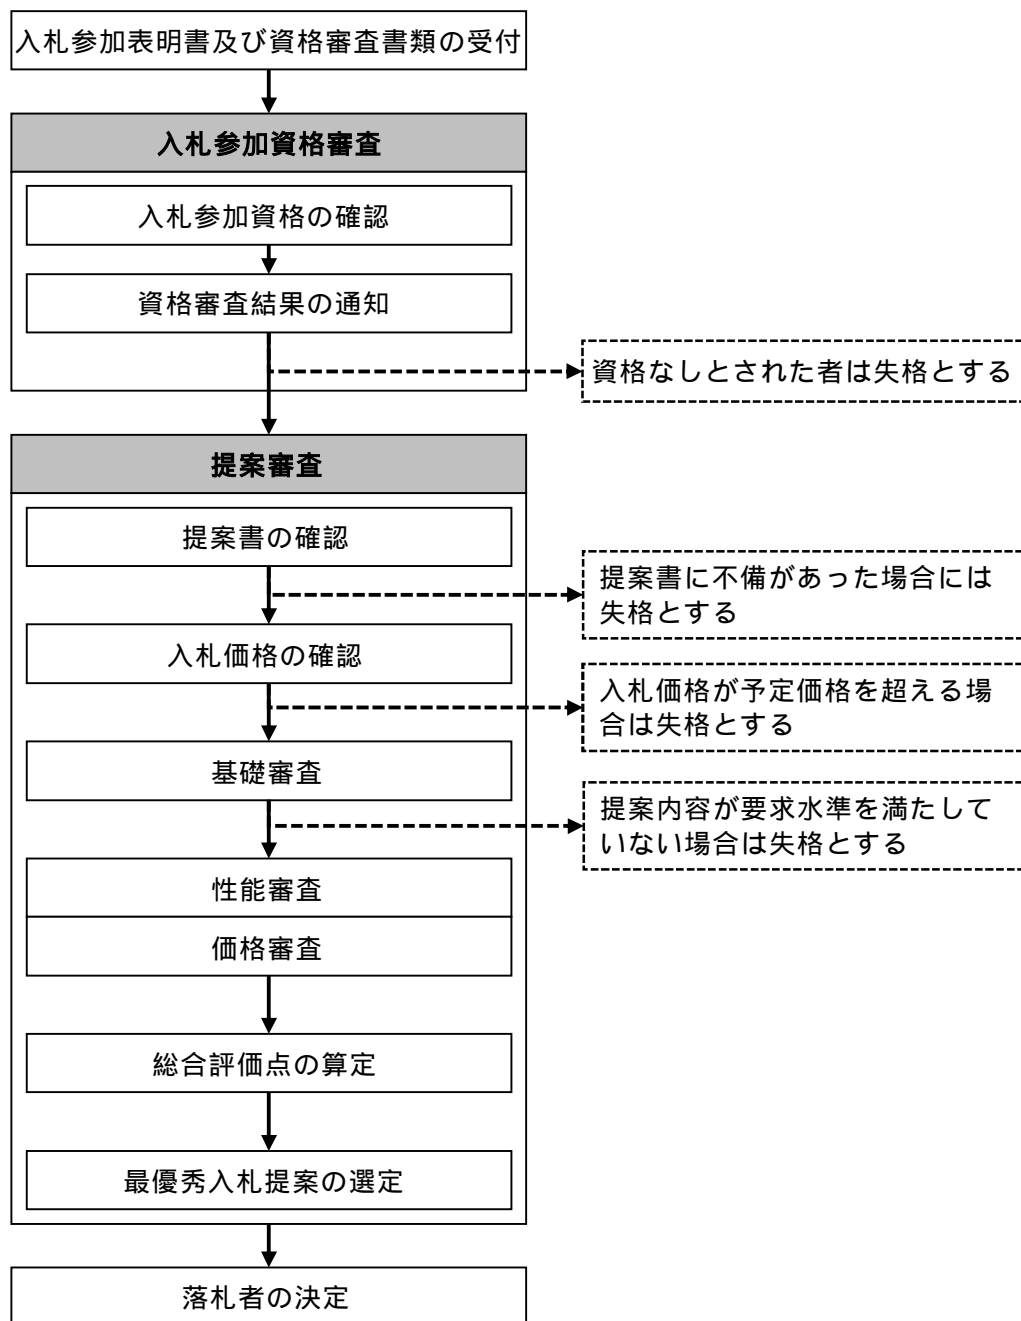 入札参加表明書及び資格審査書類の受付
入札参加資格審査
入札参加資格の確認
資格審査結果の通知
資格なしとされた者は失格とする
提案審査
提案書の確認
提案書に不備があった場合には
失格とする
入札価格の確認
入札価格が予定価格を超える場
合は失格とする
基礎審査
提案内容が要求水準を満たして
いない場合は失格とする
性能審査
価格審査
総合評価点の算定
最優秀入札提案の選定
落札者の決定